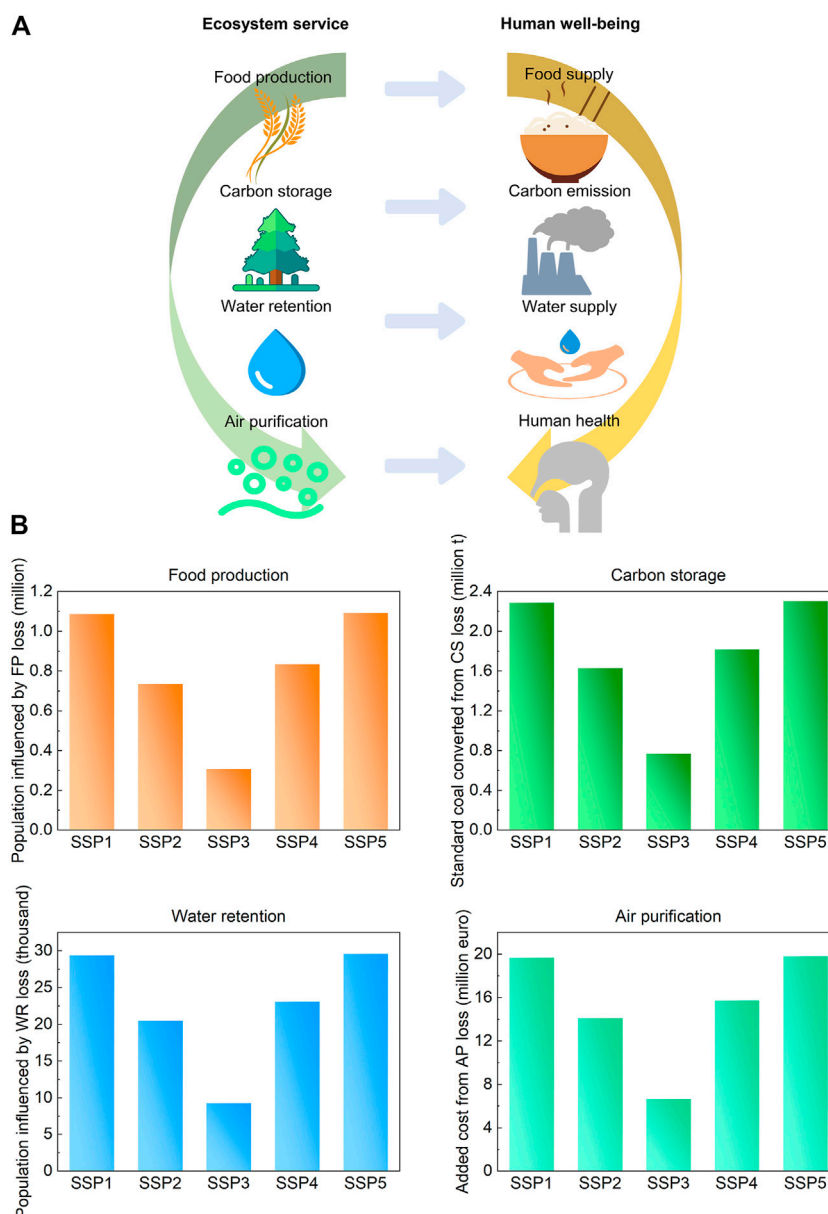 A
Ecosystem service
Human well-being
Food production
Food supply
Carbon storage
Carbon emission
Water retention
Water supply
Air purification
Human health
B
Food production
Population influenced by FP loss (million)
1.2
1.0
0.8
0.6
0.4
0.2
0.0
SSP1 SSP2 SSP3 SSP4 SSP5
Carbon storage
Standard coal converted from CS loss (million t)
2.4
2.0
1.6
1.2
0.8
0.4
0.0
SSP1 SSP2 SSP3 SSP4 SSP5
Water retention
Population influenced by WR loss (thousand)
30
25
20
15
10
5
0
SSP1 SSP2 SSP3 SSP4 SSP5
Air purification
Added cost from AP loss (million euro)
20
16
12
8
4
0
SSP1 SSP2 SSP3 SSP4 SSP5